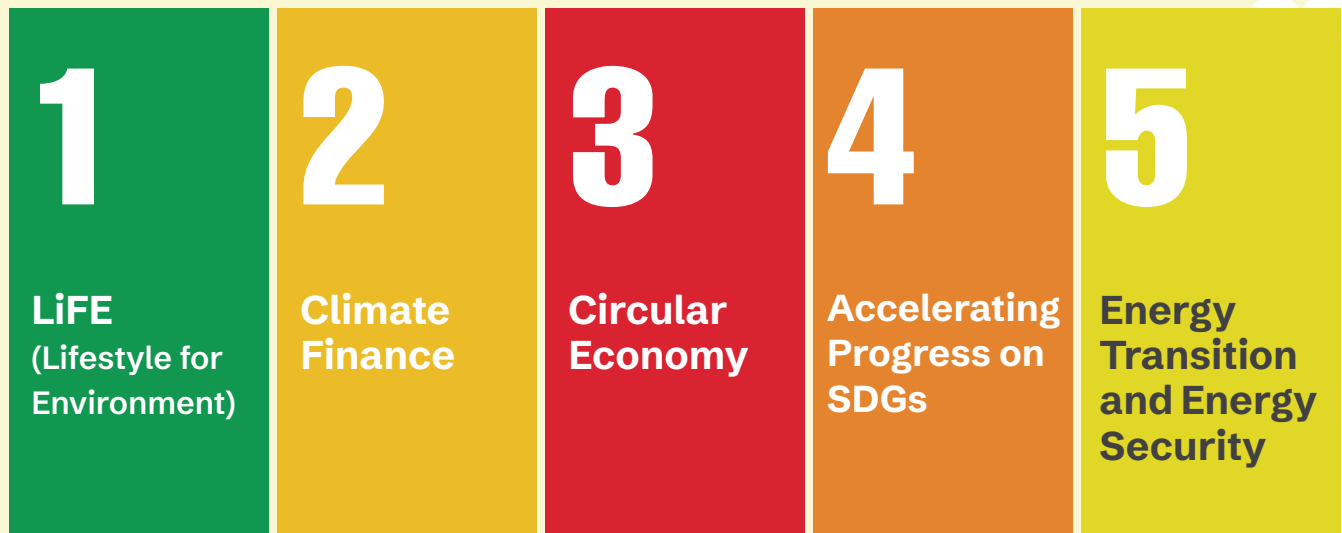 1
LiFE
(Lifestyle for
Environment)
2
Climate
Finance
3
Circular
Economy
4
Accelerating
Progress on
SDGs
5
Energy
Transition
and Energy
Security